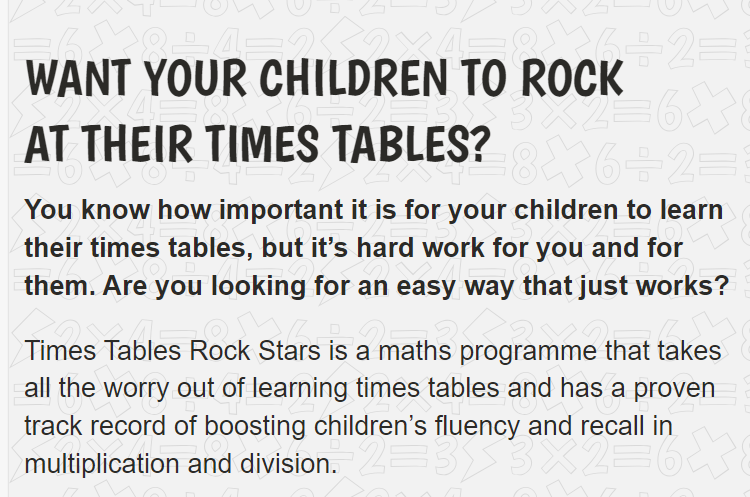 WANT YOUR CHILDREN TO ROCK
AT THEIR TIMES TABLES?
You know how important it is for your children to learn
their times tables, but it’s hard work for you and for
them. Are you looking for an easy way that just works?
Times Tables Rock Stars is a maths programme that takes
all the worry out of learning times tables and has a proven
track record of boosting children’s fluency and recall in
multiplication and division.